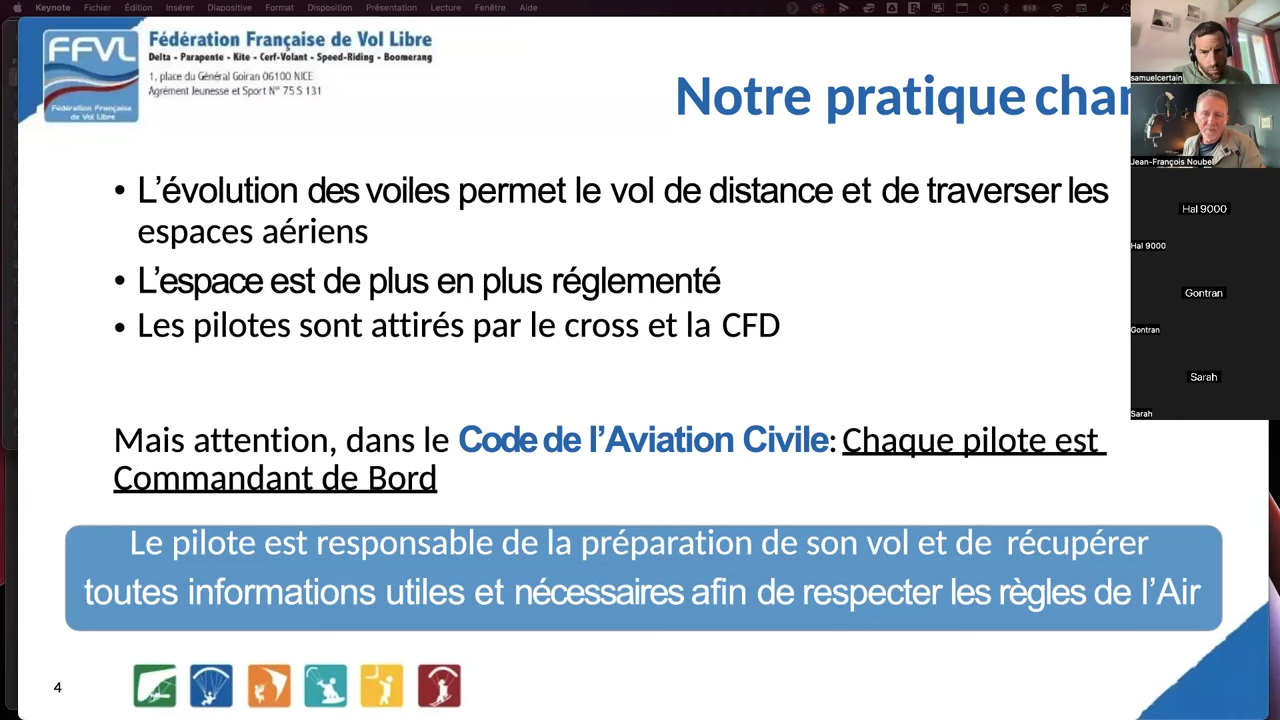 Keynote Fichier Édition Insérer Diapositive Format Disposition Présentation Lecture Fenêtre Aide
FFVL
Fédération Française
de Vol Libre
Fédération Française de Vol Libre
Delta - Parapente - Kite - Cerf-Volant - Speed-Riding - Boomerang
1, place du Général Goiran 06100 NICE
Agrément Jeunesse et Sport N° 75 S 131
Notre pratique
samuelcertain
Jean-François Noubel
Hal 9000
Hal 9000
Gontran
Gontran
Sarah
Sarah
• L’évolution des voiles permet le vol de distance et de traverser les
espaces aériens
• L’espace est de plus en plus réglementé
• Les pilotes sont attirés par le cross et la CFD
Mais attention, dans le Code de l’Aviation Civile: Chaque pilote est
Commandant de Bord
Le pilote est responsable de la préparation de son vol et de récupérer
toutes informations utiles et nécessaires afin de respecter les règles de l’Air
4